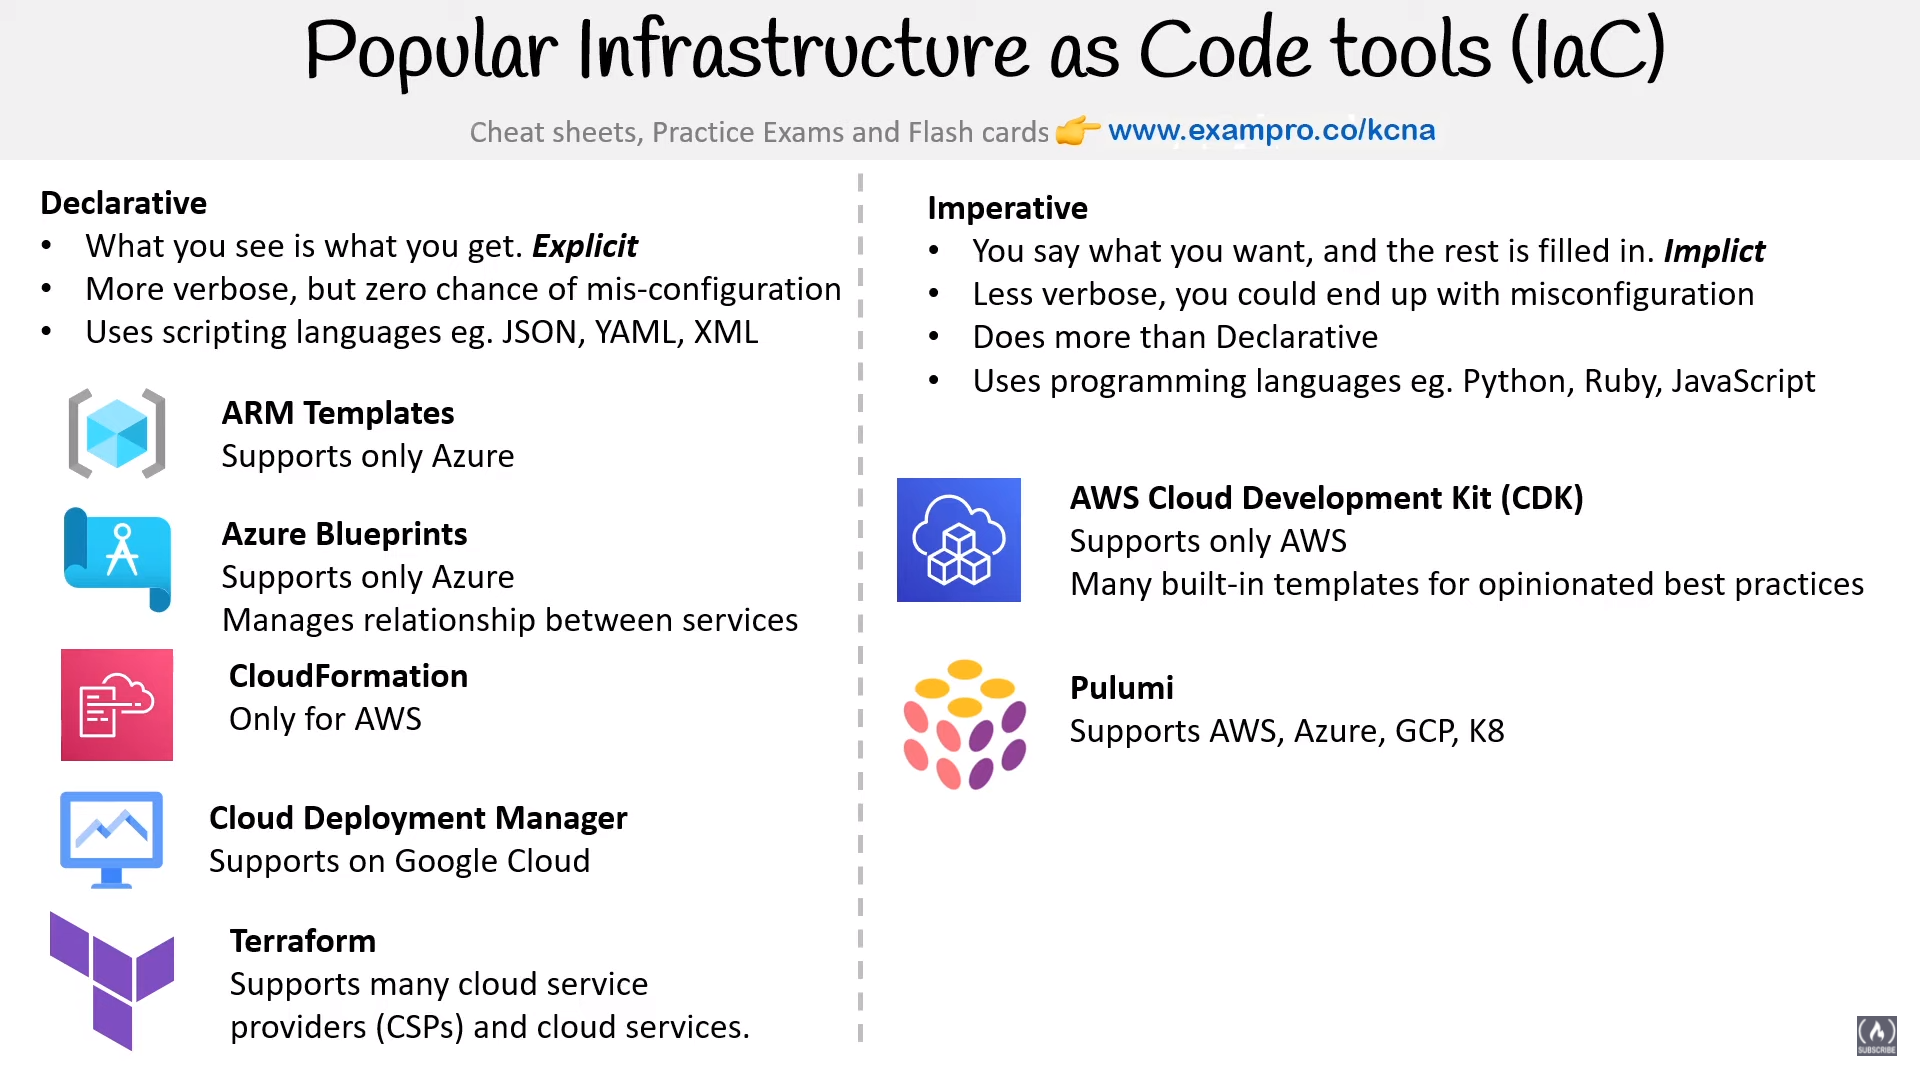 Popular Infrastructure as Code tools (IaC)
Cheat sheets, Practice Exams and Flash cards 👉 www.exampro.co/kcna
Declarative
• What you see is what you get. Explicit
• More verbose, but zero chance of mis-configuration
• Uses scripting languages eg. JSON, YAML, XML
ARM Templates
Supports only Azure
Azure Blueprints
Supports only Azure
Manages relationship between services
CloudFormation
Only for AWS
Cloud Deployment Manager
Supports on Google Cloud
Terraform
Supports many cloud service
providers (CSPs) and cloud services.
Imperative
• You say what you want, and the rest is filled in. Implict
• Less verbose, you could end up with misconfiguration
• Does more than Declarative
• Uses programming languages eg. Python, Ruby, JavaScript
AWS Cloud Development Kit (CDK)
Supports only AWS
Many built-in templates for opinionated best practices
Pulumi
Supports AWS, Azure, GCP, K8
SUBSCRIBE